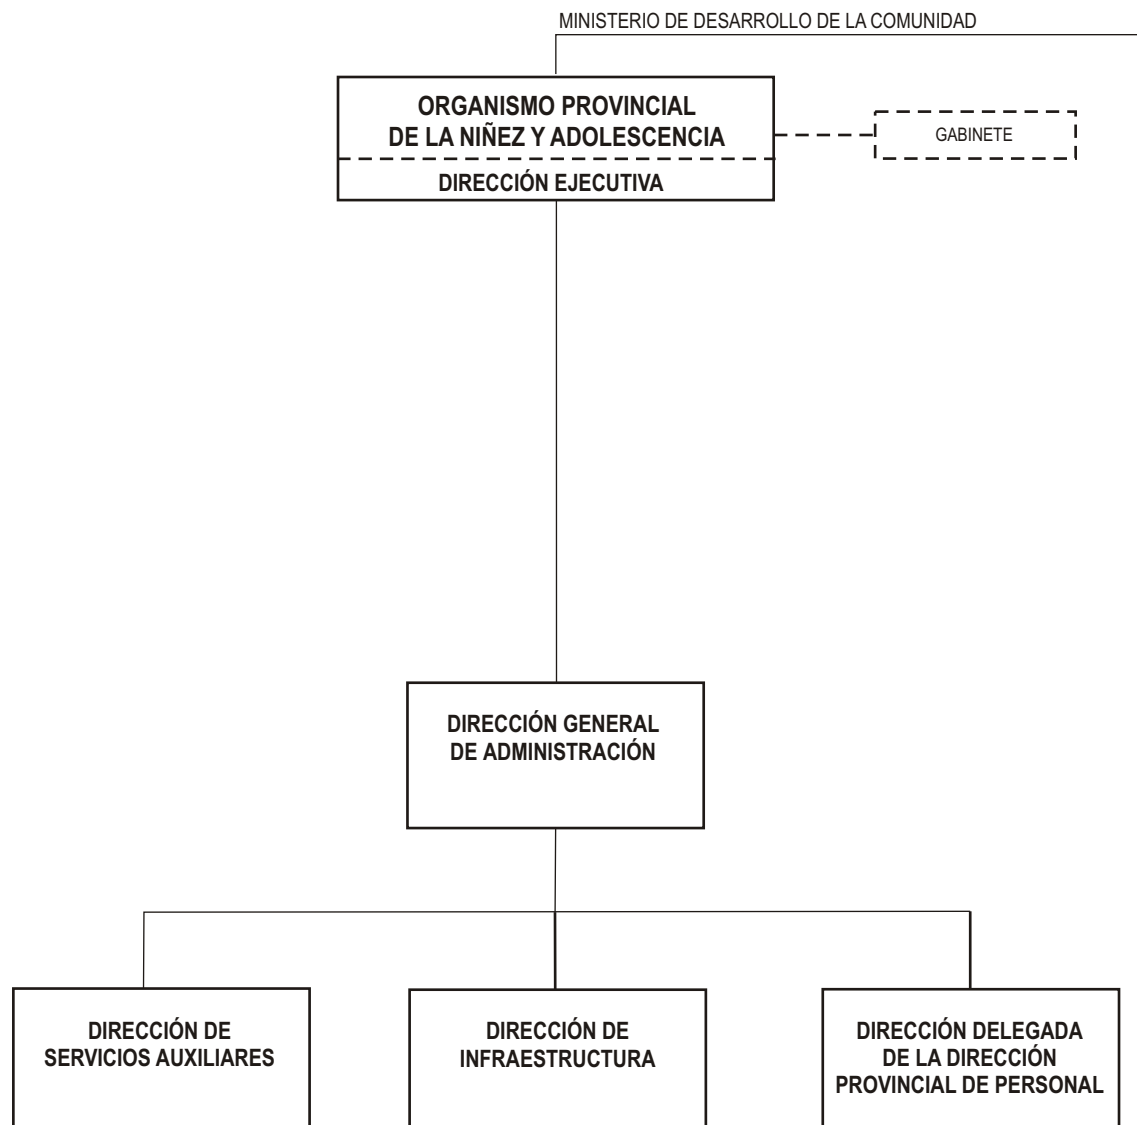 MINISTERIO DE DESARROLLO DE LA COMUNIDAD
ORGANISMO PROVINCIAL
DE LA NIÑEZ Y ADOLESCENCIA
GABINETE
DIRECCIÓN EJECUTIVA
DIRECCIÓN GENERAL
DE ADMINISTRACIÓN
DIRECCIÓN DE
SERVICIOS AUXILIARES
DIRECCIÓN DE
INFRAESTRUCTURA
DIRECCIÓN DELEGADA
DE LA DIRECCIÓN
PROVINCIAL DE PERSONAL